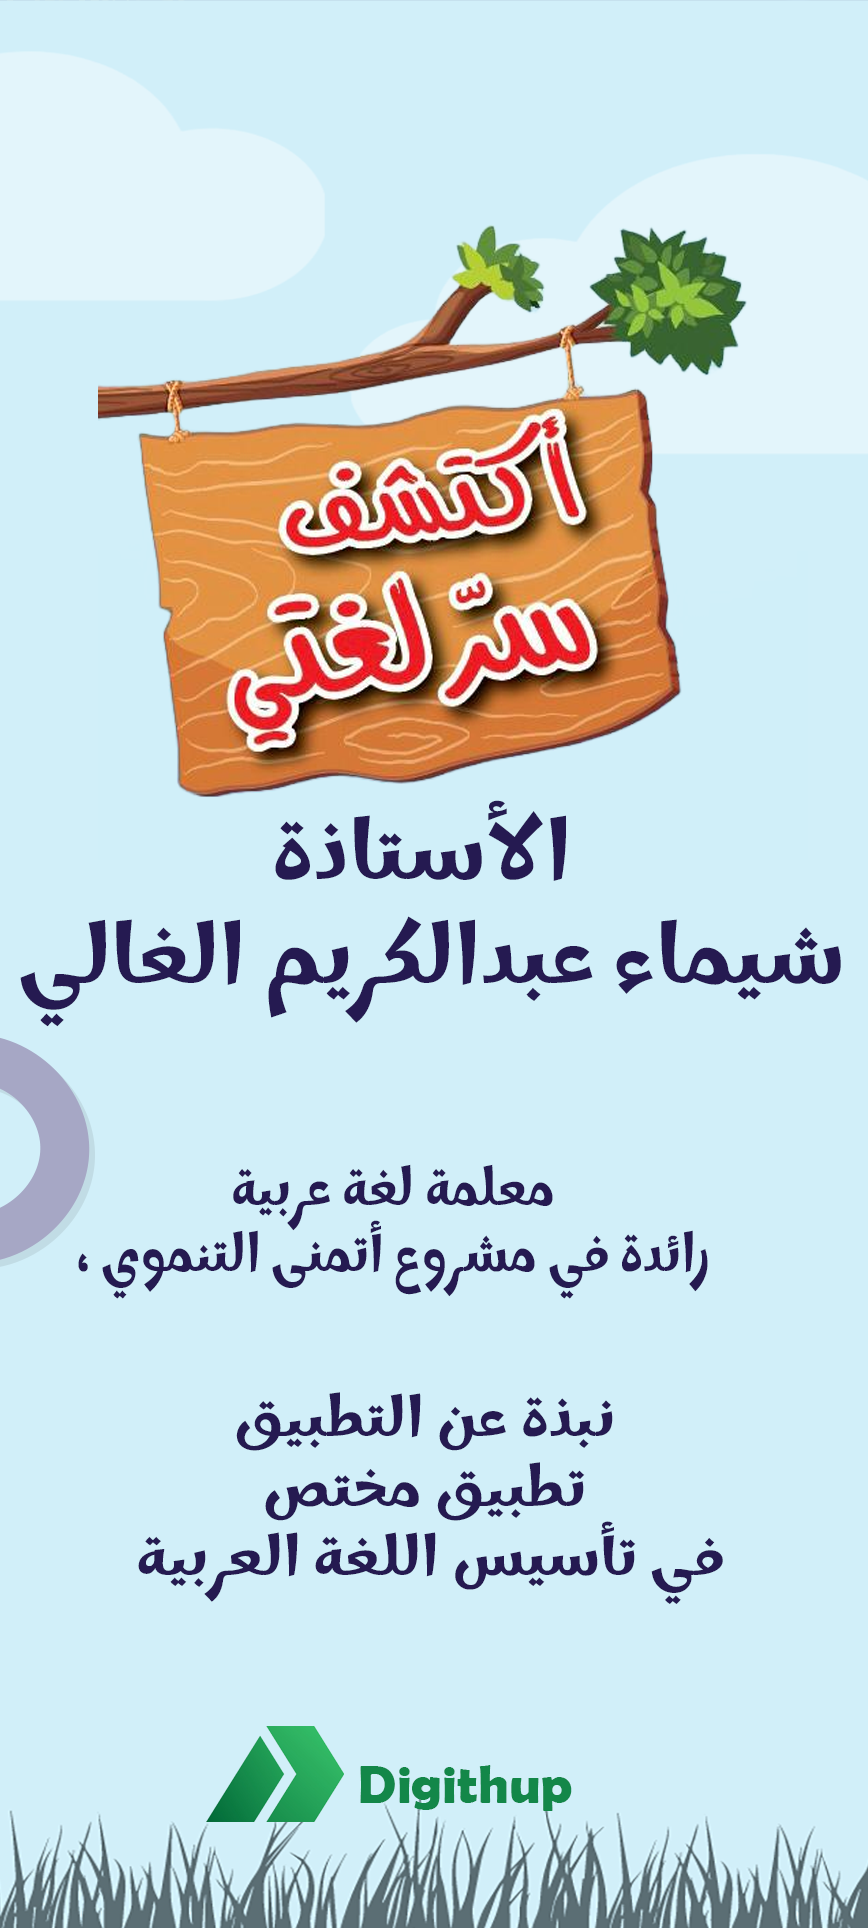 أكتشف
سرّ لغتي
الأستاذة
شيماء عبدالكريم الغالي
معلمة لغة عربية
رائدة في مشروع أتمنى التنموي ،
نبذة عن التطبيق
تطبيق مختص
في تأسيس اللغة العربية
Digithup